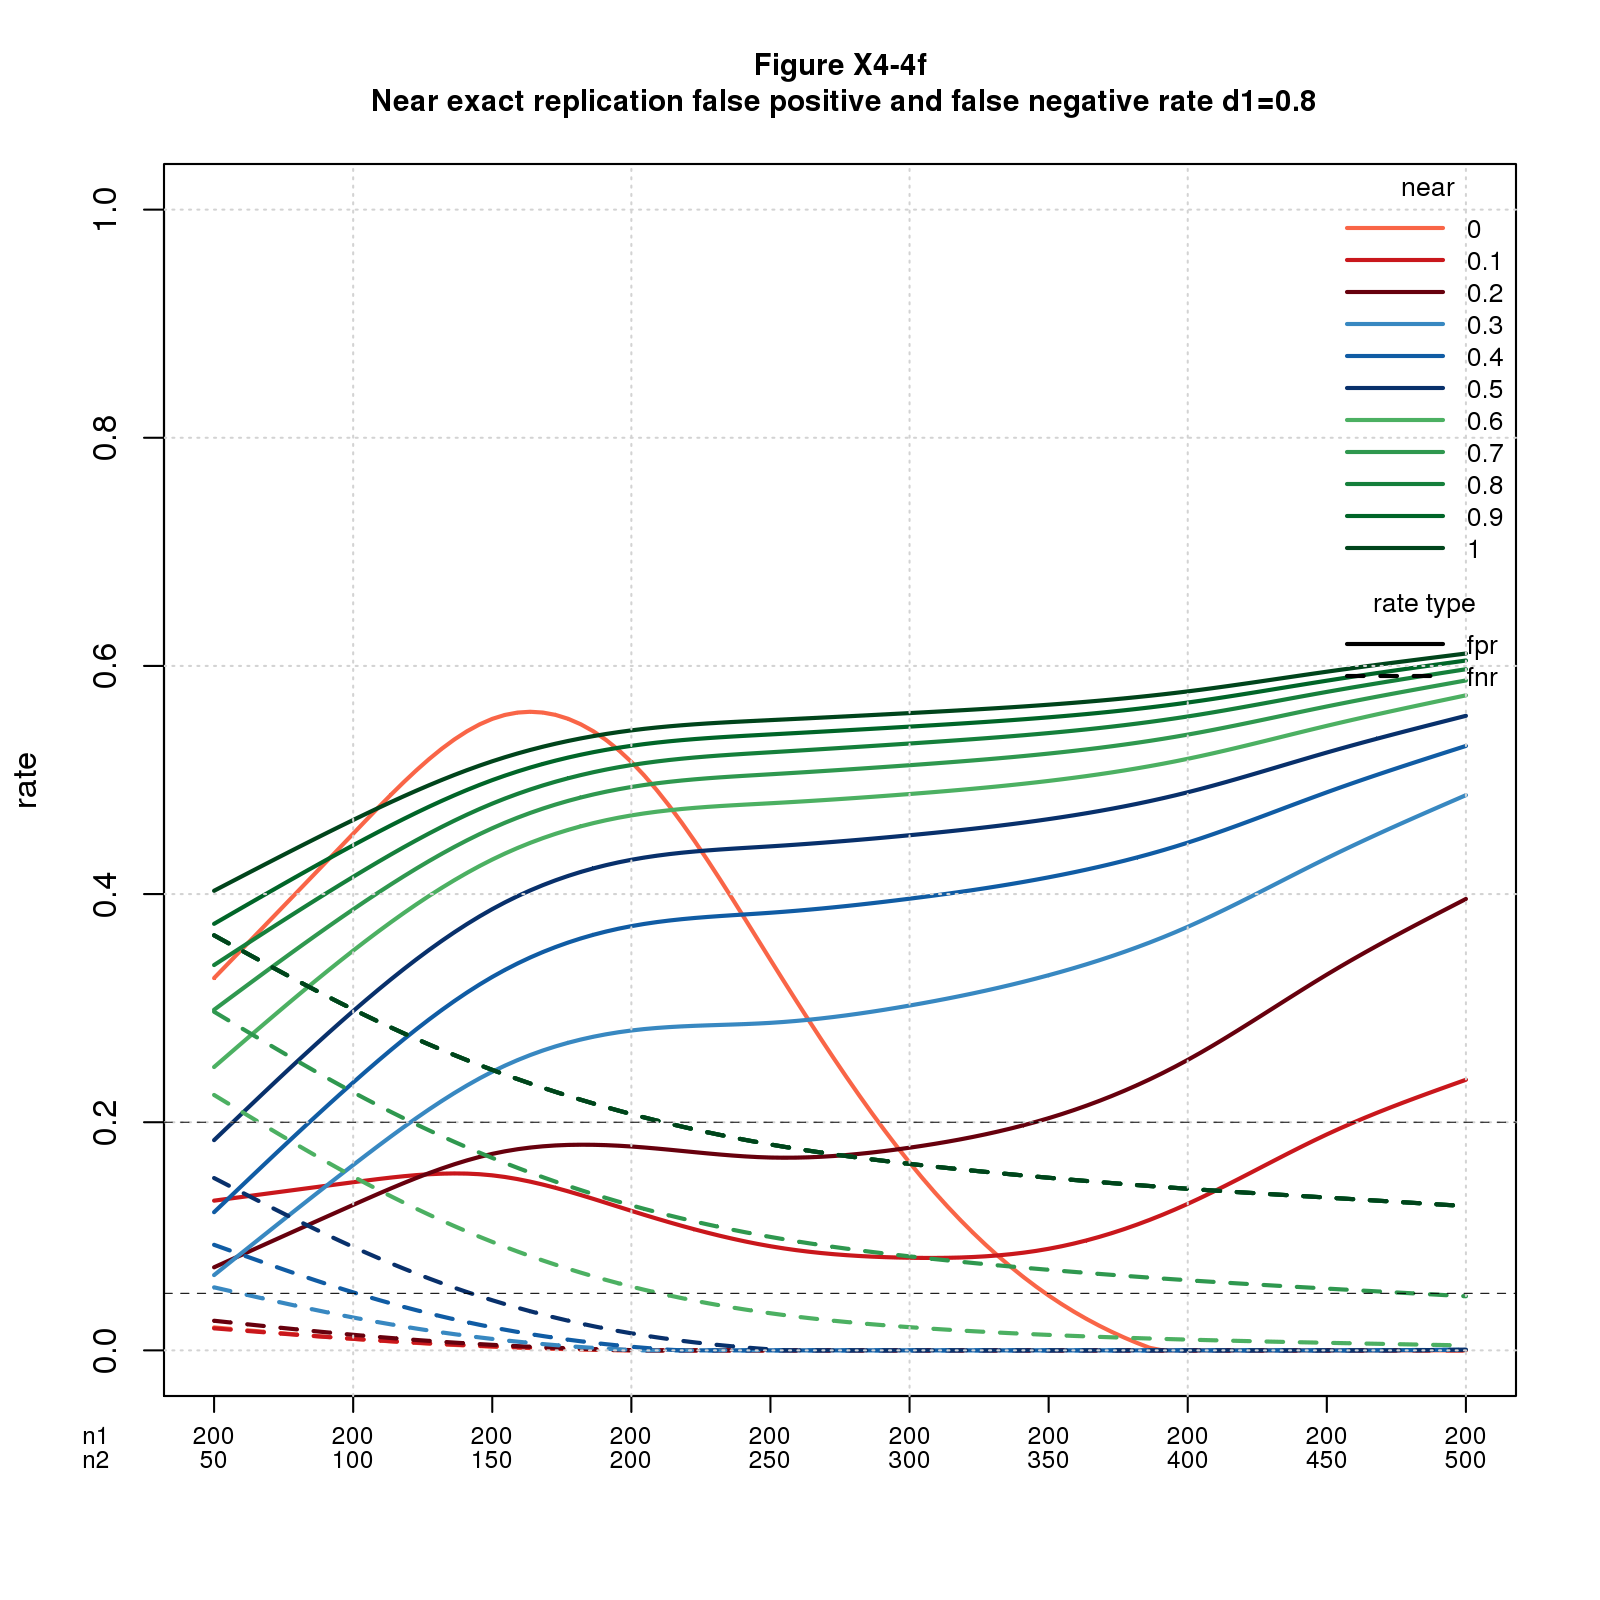 Figure X4-4f
Near exact replication false positive and false negative rate d1=0.8
near
0
0.1
0.2
0.3
0.4
0.5
0.6
0.7
0.8
0.9
1
rate type
fpr
fnr
rate
1.0
0.8
0.6
0.4
0.2
0.0
n1 200 200 200 200 200 200 200 200 200 200
n2 50 100 150 200 250 300 350 400 450 500